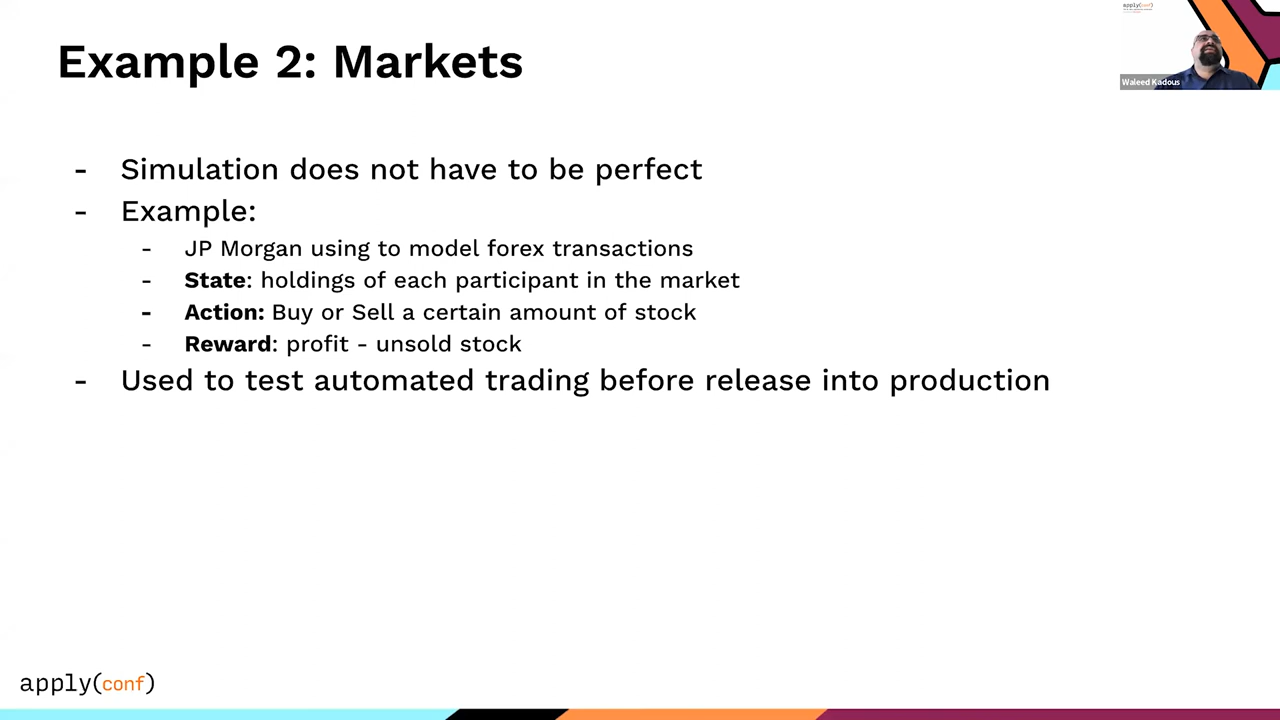 Example 2: Markets
apply(conf)
Waleed Kadous
- Simulation does not have to be perfect
- Example:
- JP Morgan using to model forex transactions
- State: holdings of each participant in the market
- Action: Buy or Sell a certain amount of stock
- Reward: profit - unsold stock
- Used to test automated trading before release into production
apply(conf)